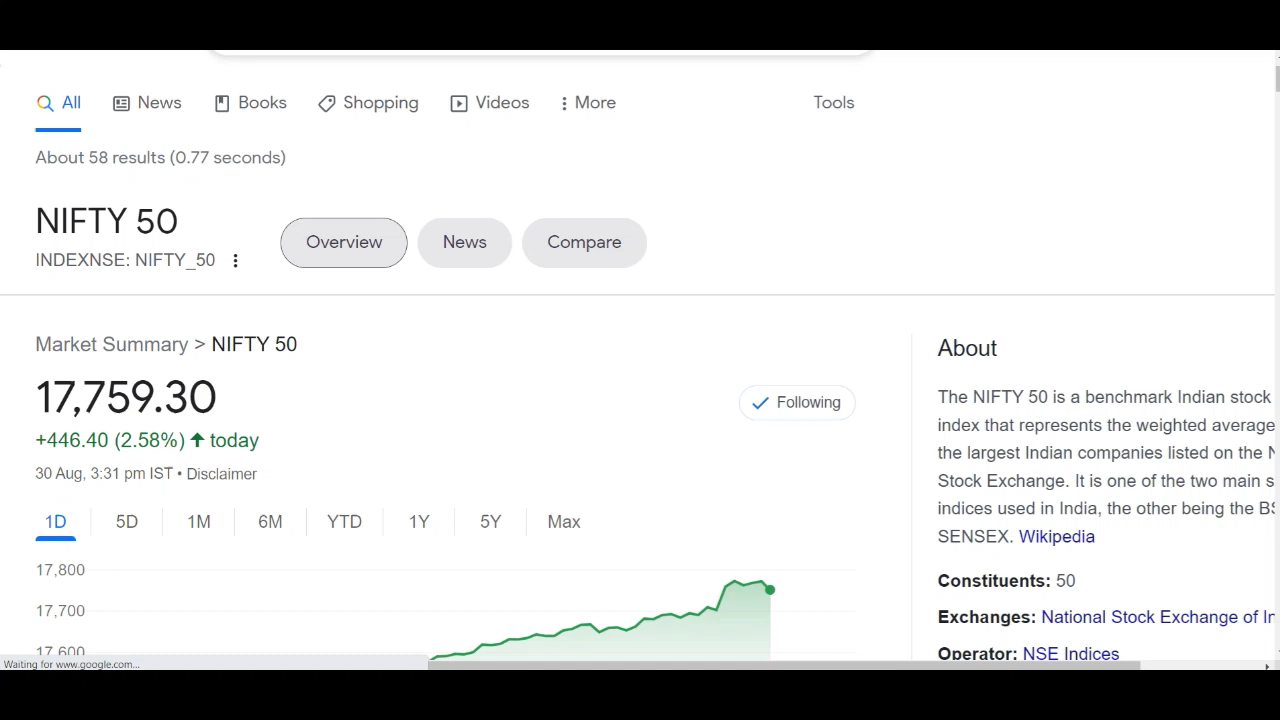 All News Books Shopping Videos More Tools
About 58 results (0.77 seconds)
NIFTY 50
INDEXNSE: NIFTY_50
Overview News Compare
Market Summary > NIFTY 50
17,759.30
+446.40 (2.58%) today
30 Aug, 3:31 pm IST • Disclaimer
Following
1D 5D 1M 6M YTD 1Y 5Y Max
17,800
17,700
17,600
About
The NIFTY 50 is a benchmark Indian stock
index that represents the weighted average
the largest Indian companies listed on the
Stock Exchange. It is one of the two main
indices used in India, the other being the
SENSEX. Wikipedia
Constituents: 50
Exchanges: National Stock Exchange of
Operator: NSE Indices
Waiting for www.google.com...